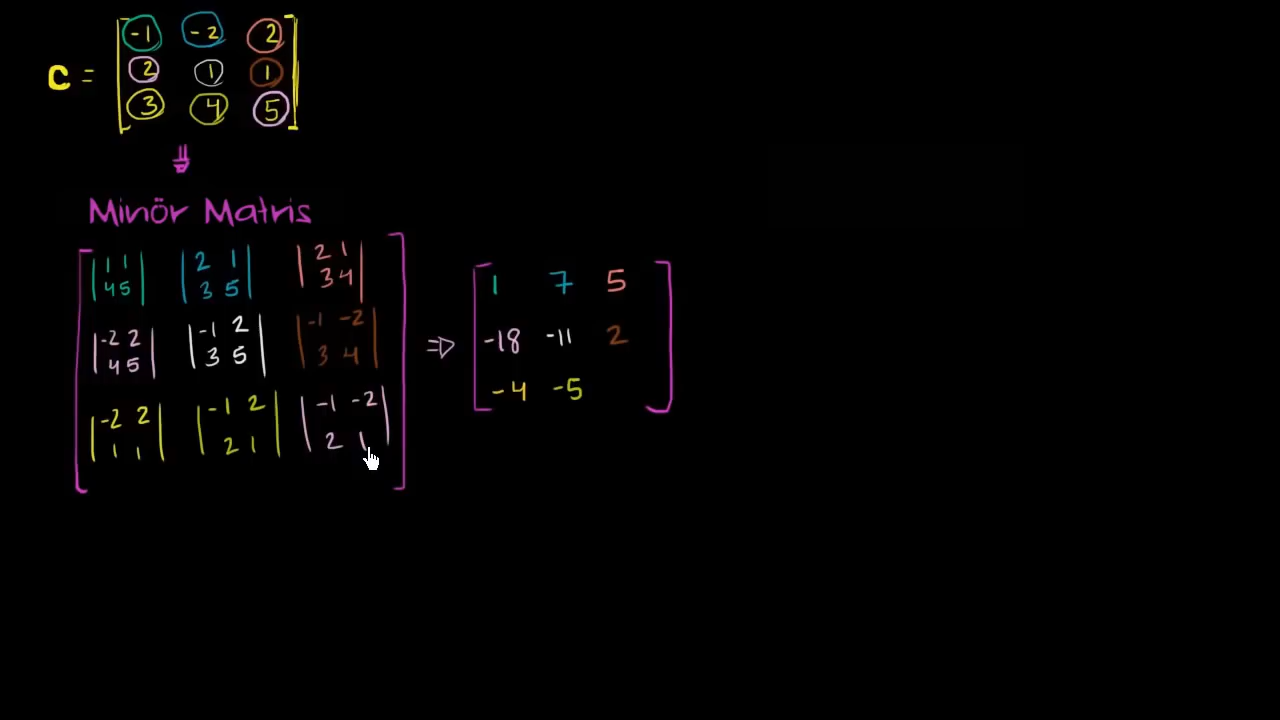 C = [ -1 -2 2
2 1 1
3 4 5 ]
⇓
Minör Matris
[ |1 1| |2 1| |2 1|
|4 5| |3 5| |3 4|
|-2 2| |-1 2| |-1 -2|
|4 5| |3 5| |3 4|
|-2 2| |-1 2| |-1 -2|
|1 1| |2 1| |2 1| ]
⇒
[ 1 7 5
-18 -11 2
-4 -5 ]